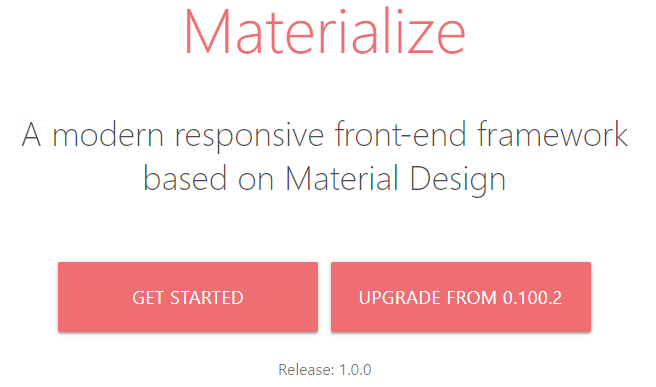 Materialize
A modern responsive front-end framework
based on Material Design
GET STARTED
UPGRADE FROM 0.100.2
Release: 1.0.0